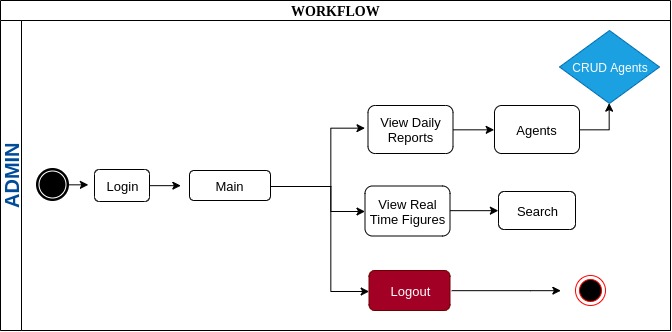 WORKFLOW
ADMIN
Login
Main
View Daily
Reports
Agents
CRUD Agents
View Real
Time Figures
Search
Logout